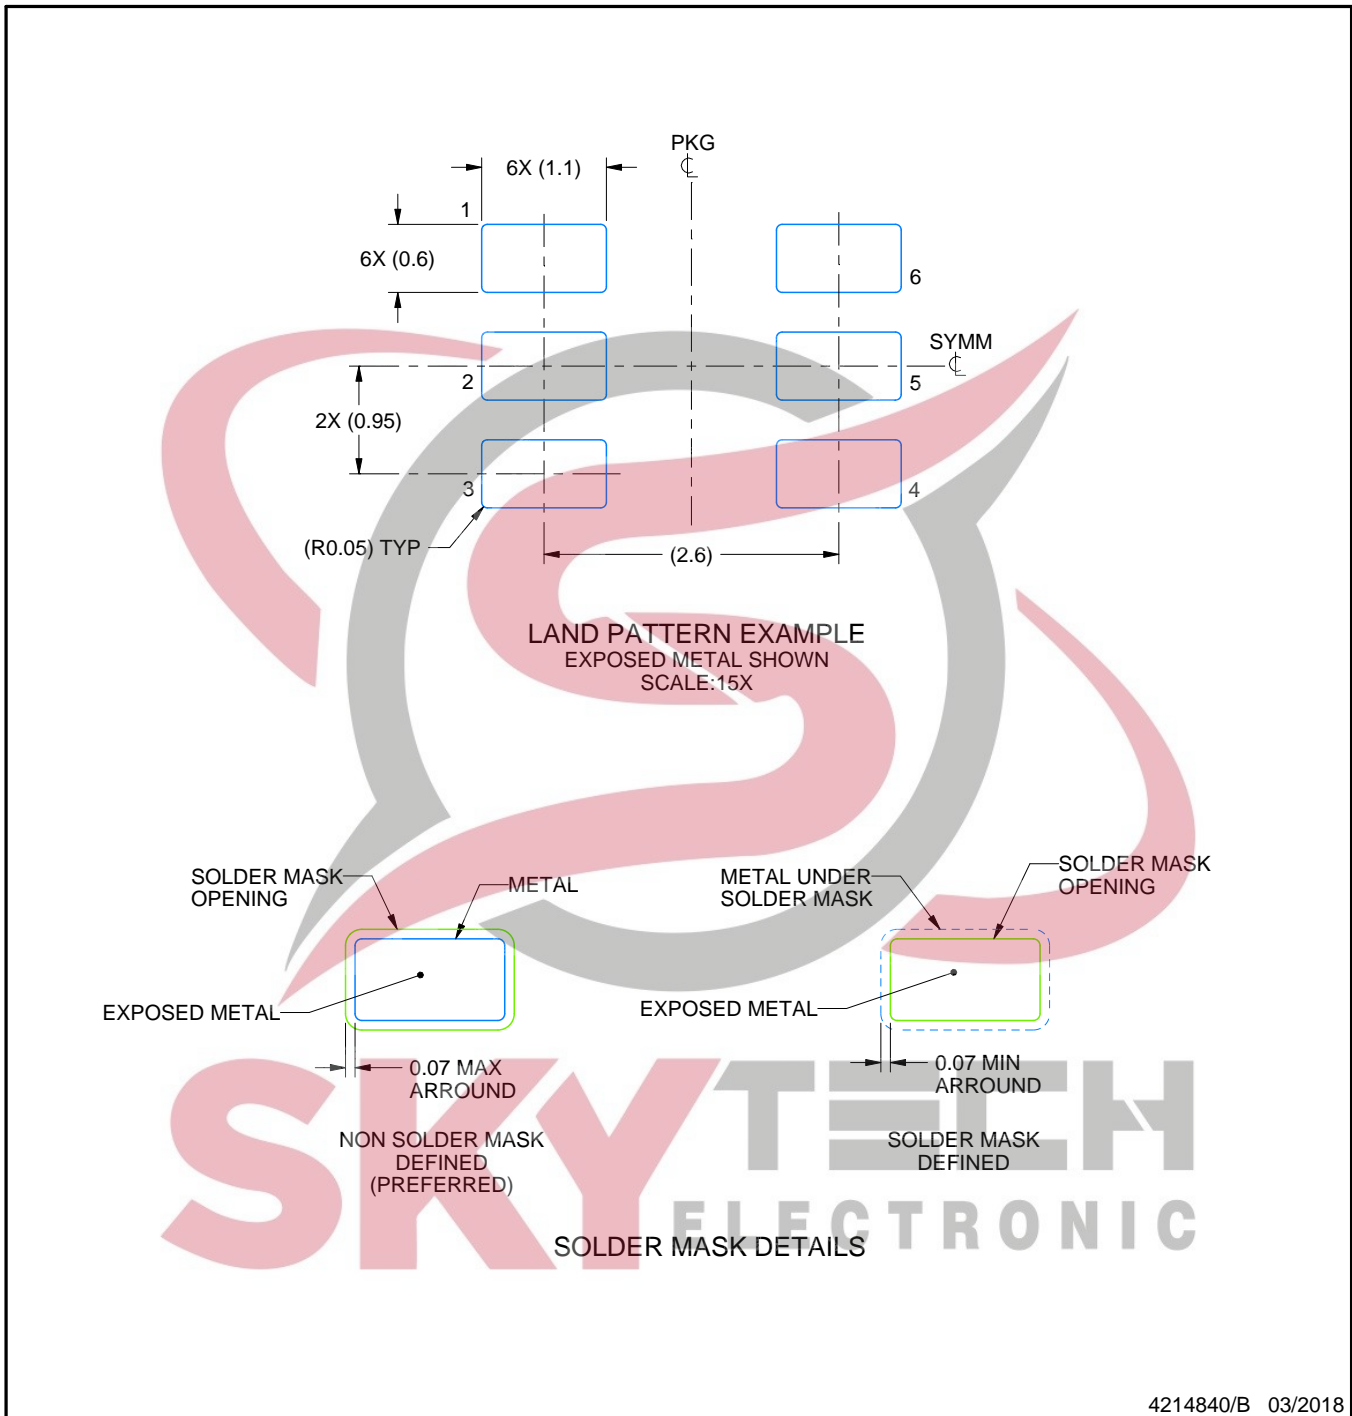 PKG
℄
6X (1.1)
1
6X (0.6)
6
SYMM
℄
2
5
2X (0.95)
3
4
(R0.05) TYP
(2.6)
LAND PATTERN EXAMPLE
EXPOSED METAL SHOWN
SCALE:15X
SOLDER MASK
OPENING
METAL
EXPOSED METAL
0.07 MAX
ARROUND
NON SOLDER MASK
DEFINED
(PREFERRED)
METAL UNDER
SOLDER MASK
SOLDER MASK
OPENING
EXPOSED METAL
0.07 MIN
ARROUND
SOLDER MASK
DEFINED
SOLDER MASK DETAILS
SKYTECH
ELECTRONIC
4214840/B 03/2018